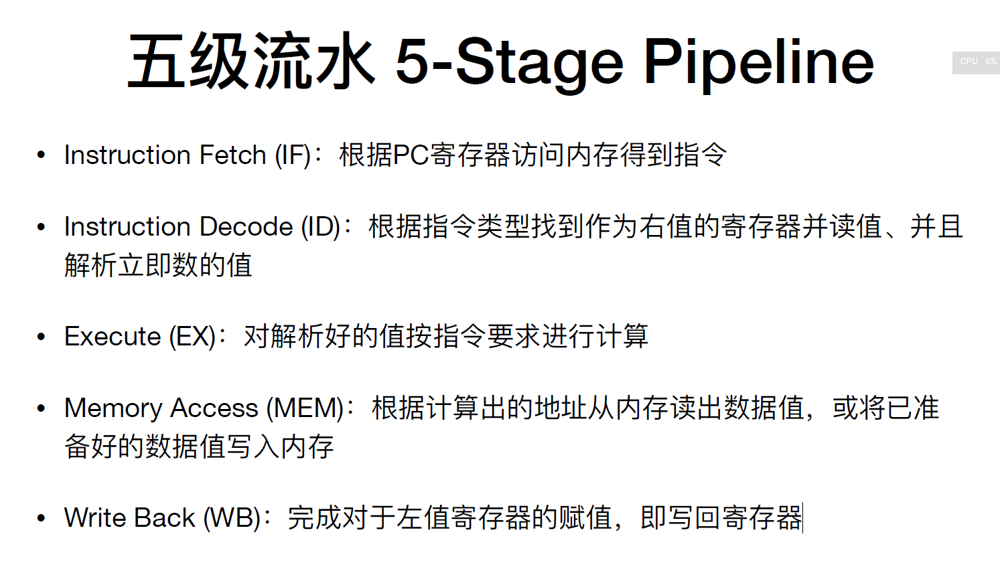 五级流水 5-Stage Pipeline
CPU 6%
• Instruction Fetch (IF)：根据PC寄存器访问内存得到指令
• Instruction Decode (ID)：根据指令类型找到作为右值的寄存器并读值、并且
解析立即数的值
• Execute (EX)：对解析好的值按指令要求进行计算
• Memory Access (MEM)：根据计算出的地址从内存读出数据值，或将已准
备好的数据值写入内存
• Write Back (WB)：完成对于左值寄存器的赋值，即写回寄存器